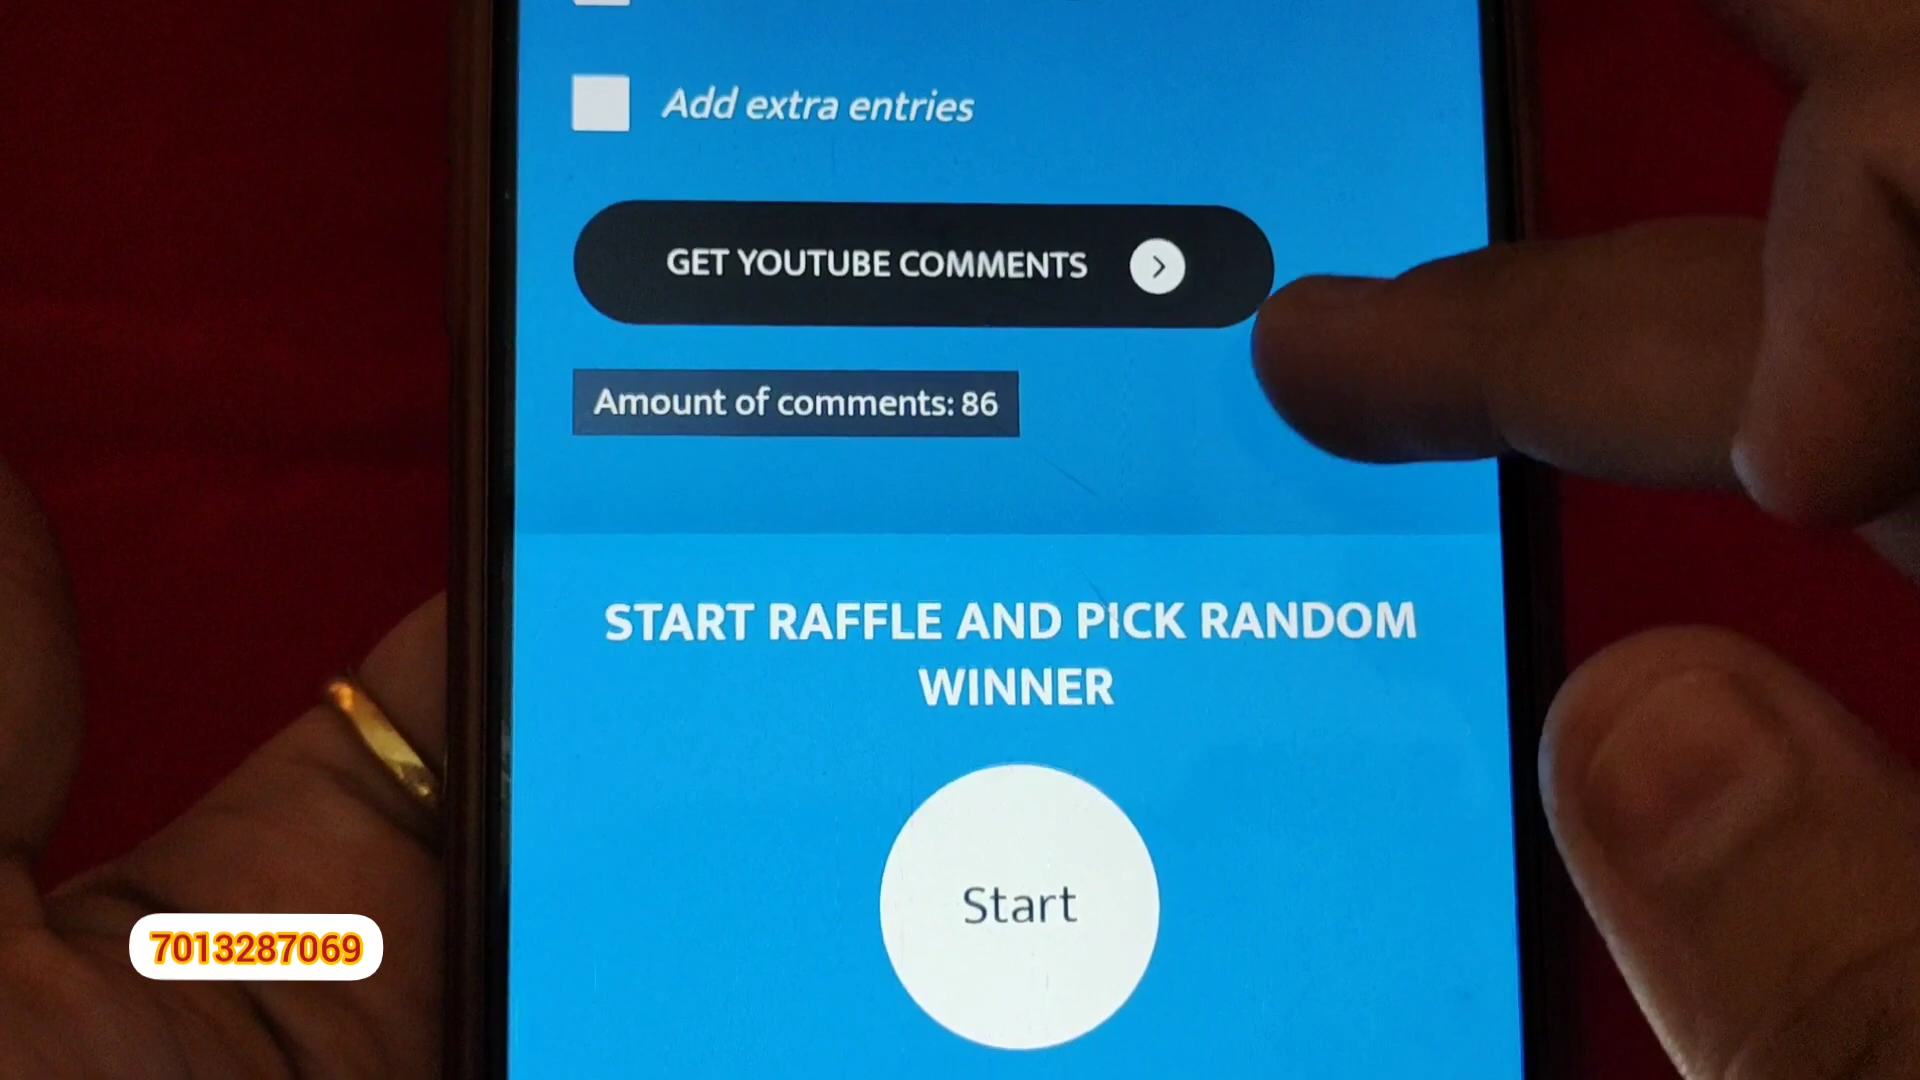 Add extra entries
GET YOUTUBE COMMENTS
Amount of comments: 86
START RAFFLE AND PICK RANDOM
WINNER
Start
7013287069